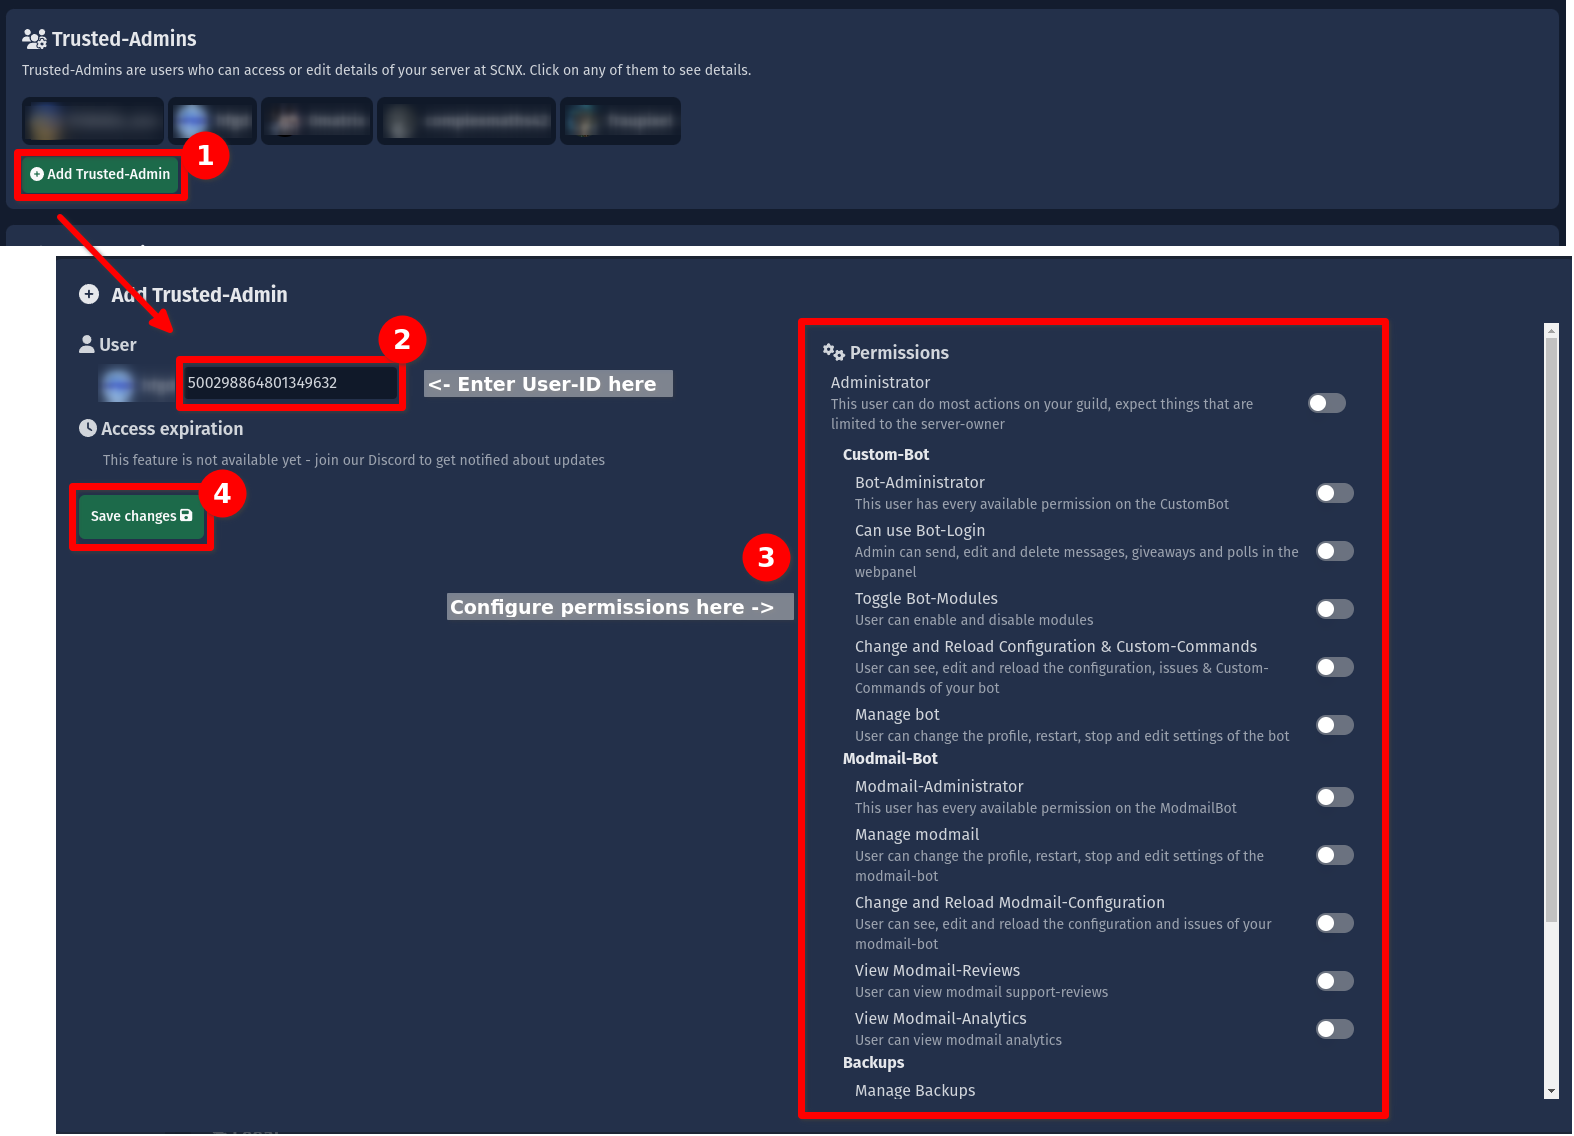 Trusted-Admins
Trusted-Admins are users who can access or edit details of your server at SCNX. Click on any of them to see details.
1
Add Trusted-Admin
Add Trusted-Admin
User
2
500298864801349632
<- Enter User-ID here
Access expiration
This feature is not available yet - join our Discord to get notified about updates
4
Save changes
3
Configure permissions here ->
Permissions
Administrator
This user can do most actions on your guild, expect things that are
limited to the server-owner
Custom-Bot
Bot-Administrator
This user has every available permission on the CustomBot
Can use Bot-Login
Admin can send, edit and delete messages, giveaways and polls in the
webpanel
Toggle Bot-Modules
User can enable and disable modules
Change and Reload Configuration & Custom-Commands
User can see, edit and reload the configuration, issues & Custom-
Commands of your bot
Manage bot
User can change the profile, restart, stop and edit settings of the bot
Modmail-Bot
Modmail-Administrator
This user has every available permission on the ModmailBot
Manage modmail
User can change the profile, restart, stop and edit settings of the
modmail-bot
Change and Reload Modmail-Configuration
User can see, edit and reload the configuration and issues of your
modmail-bot
View Modmail-Reviews
User can view modmail support-reviews
View Modmail-Analytics
User can view modmail analytics
Backups
Manage Backups